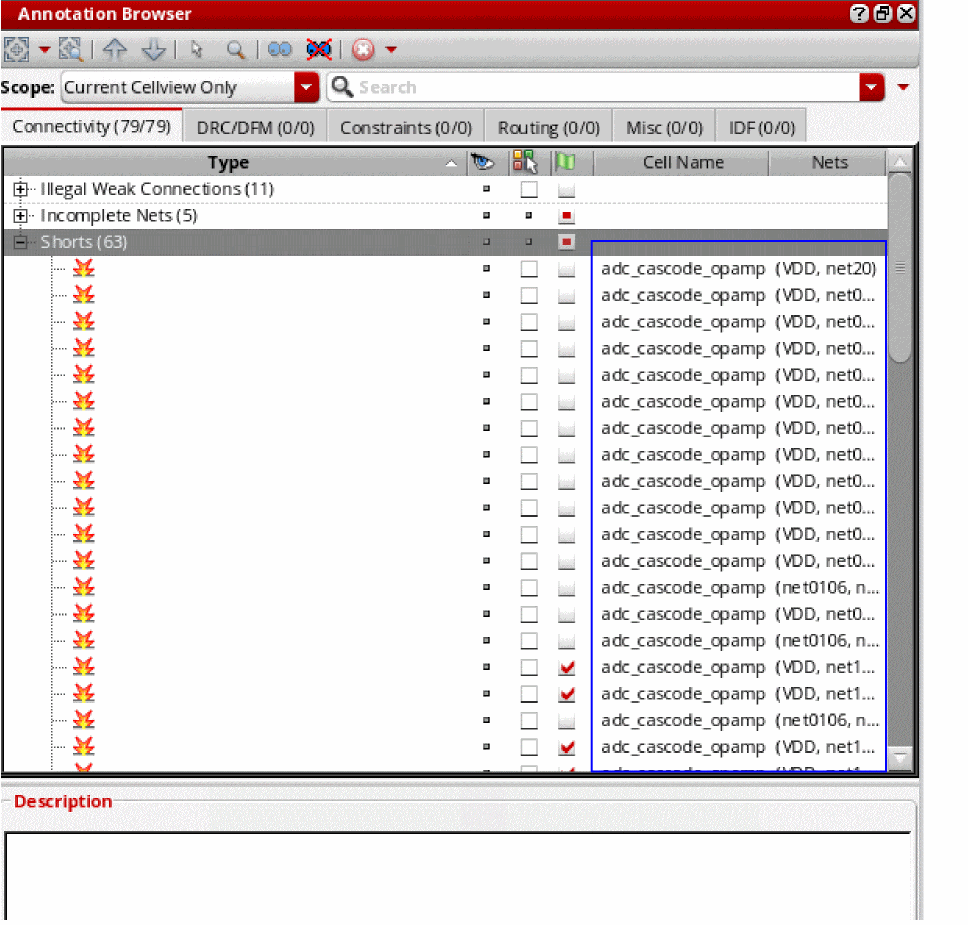 Annotation Browser
Scope: Current Cellview Only Search
Connectivity (79/79) DRC/DFM (0/0) Constraints (0/0) Routing (0/0) Misc (0/0) IDF (0/0)
Type Cell Name Nets
Illegal Weak Connections (11)
Incomplete Nets (5)
Shorts (63)
adc_cascode_opamp (VDD, net20)
adc_cascode_opamp (VDD, net0...
adc_cascode_opamp (VDD, net0...
adc_cascode_opamp (VDD, net0...
adc_cascode_opamp (VDD, net0...
adc_cascode_opamp (VDD, net0...
adc_cascode_opamp (VDD, net0...
adc_cascode_opamp (VDD, net0...
adc_cascode_opamp (VDD, net0...
adc_cascode_opamp (VDD, net0...
adc_cascode_opamp (VDD, net0...
adc_cascode_opamp (VDD, net0...
adc_cascode_opamp (net0106, n...
adc_cascode_opamp (VDD, net0...
adc_cascode_opamp (net0106, n...
adc_cascode_opamp (VDD, net1...
adc_cascode_opamp (VDD, net1...
adc_cascode_opamp (net0106, n...
adc_cascode_opamp (VDD, net1...
Description